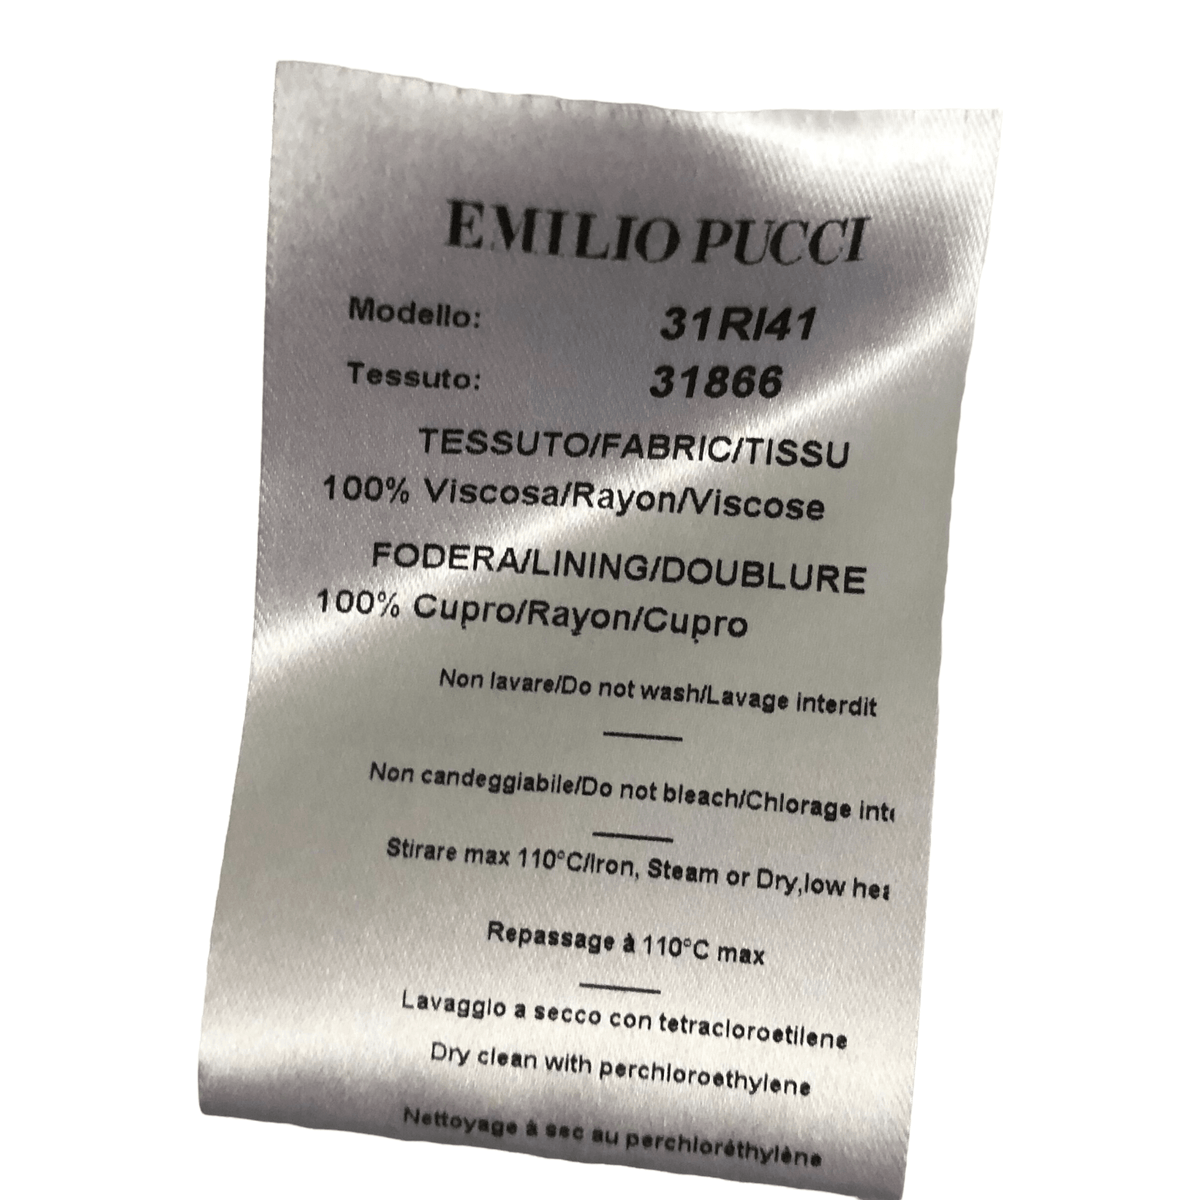 EMILIO PUCCI
Modello: 31RI41
Tessuto: 31866
TESSUTO/FABRIC/TISSU
100% Viscosa/Rayon/Viscose
FODERA/LINING/DOUBLURE
100% Cupro/Rayon/Cupro
Non lavare/Do not wash/Lavage interdit
Non candeggiabile/Do not bleach/Chlorage inte
Stirare max 110°C/Iron, Steam or Dry,low hea
Repassage à 110°C max
Lavaggio a secco con tetracloroetilene
Dry clean with perchloroethylene
Nettoyage à sec au perchloréthylène